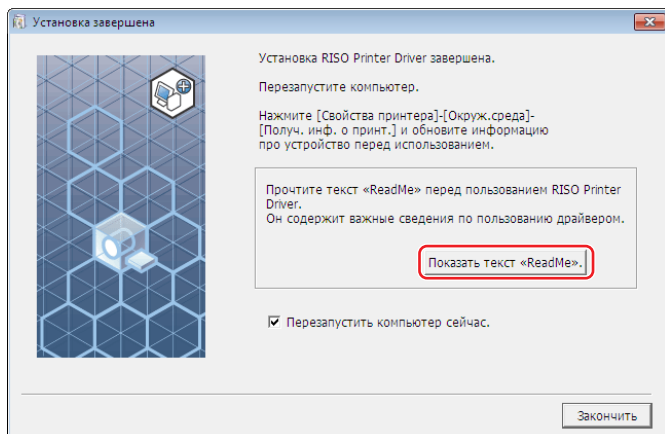 Установка завершена
Установка RISO Printer Driver завершена.
Перезапустите компьютер.
Нажмите [Свойства принтера]-[Окруж.среда]-
[Получ. инф. о принт.] и обновите информацию
про устройство перед использованием.
Прочтите текст «ReadMe» перед пользованием RISO Printer
Driver.
Он содержит важные сведения по пользованию драйвером.
Показать текст «ReadMe».
Перезапустить компьютер сейчас.
Закончить